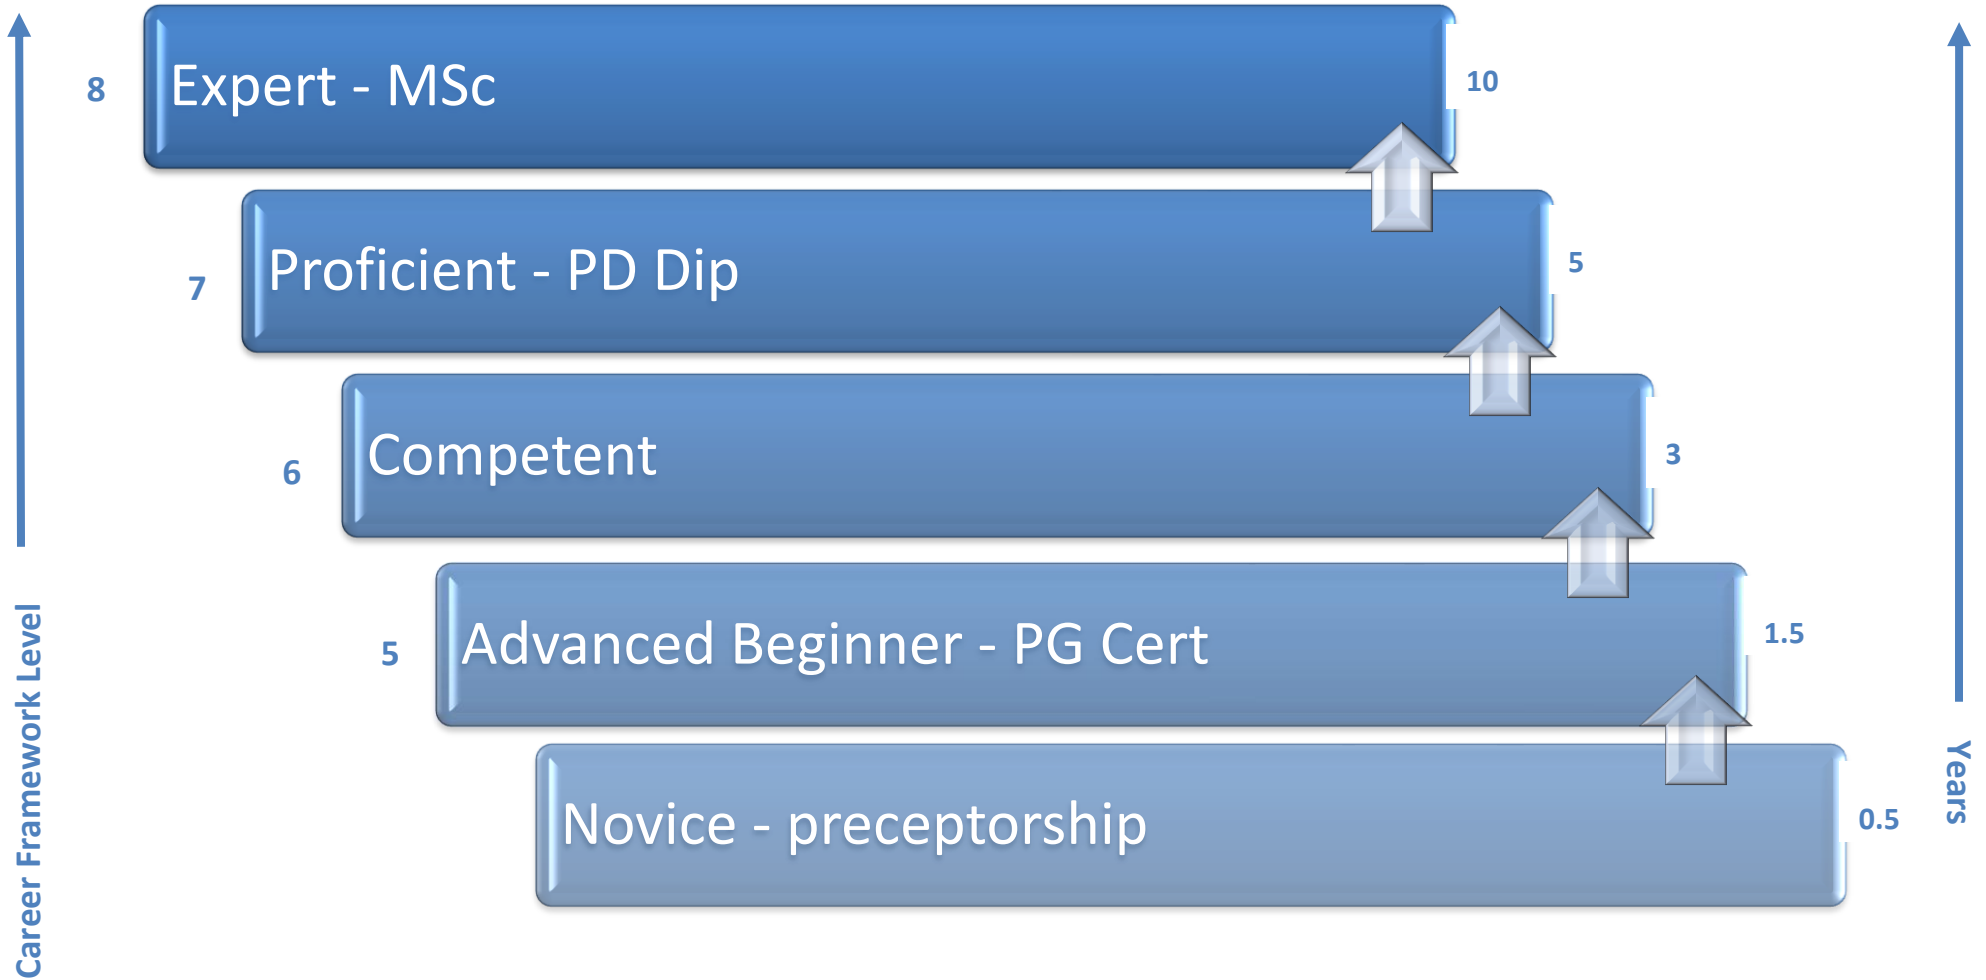 8
Expert - MSc
10
7
Proficient - PD Dip
5
6
Competent
3
5
Advanced Beginner - PG Cert
1.5
Novice - preceptorship
0.5
Career Framework Level
Years